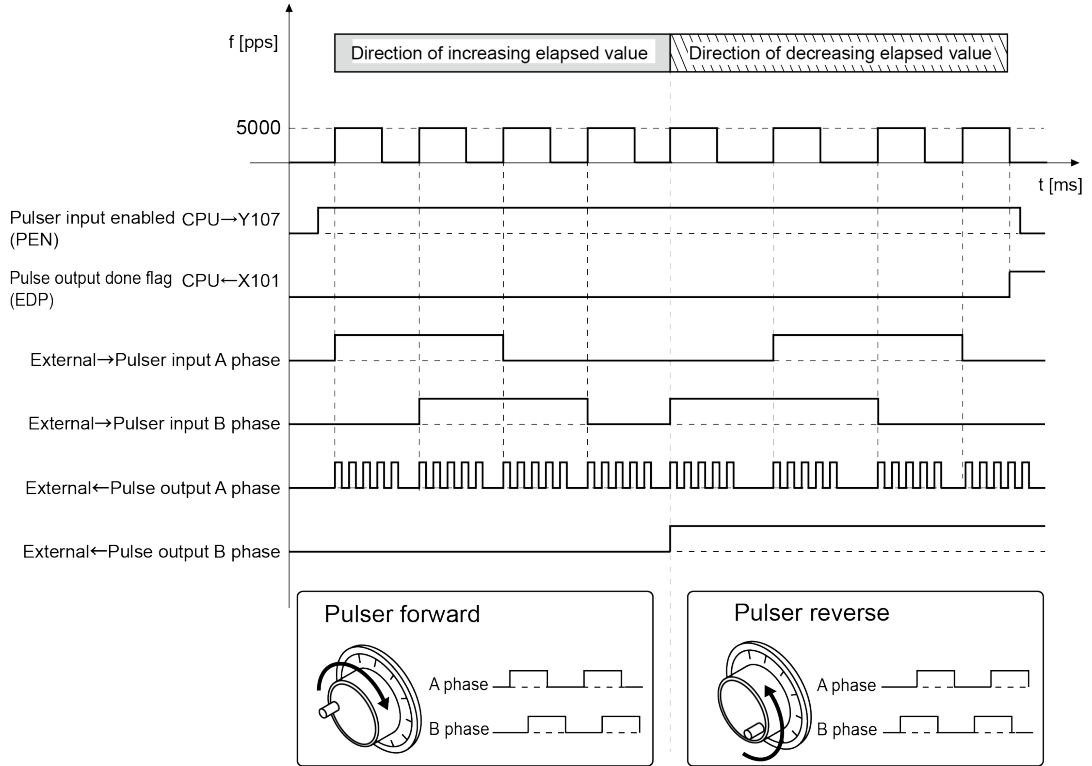 f [pps]
Direction of increasing elapsed value
Direction of decreasing elapsed value
5000
t [ms]
Pulser input enabled CPU→Y107
(PEN)
Pulse output done flag CPU←X101
(EDP)
External→Pulser input A phase
External→Pulser input B phase
External←Pulse output A phase
External←Pulse output B phase
Pulser forward
A phase
B phase
Pulser reverse
A phase
B phase